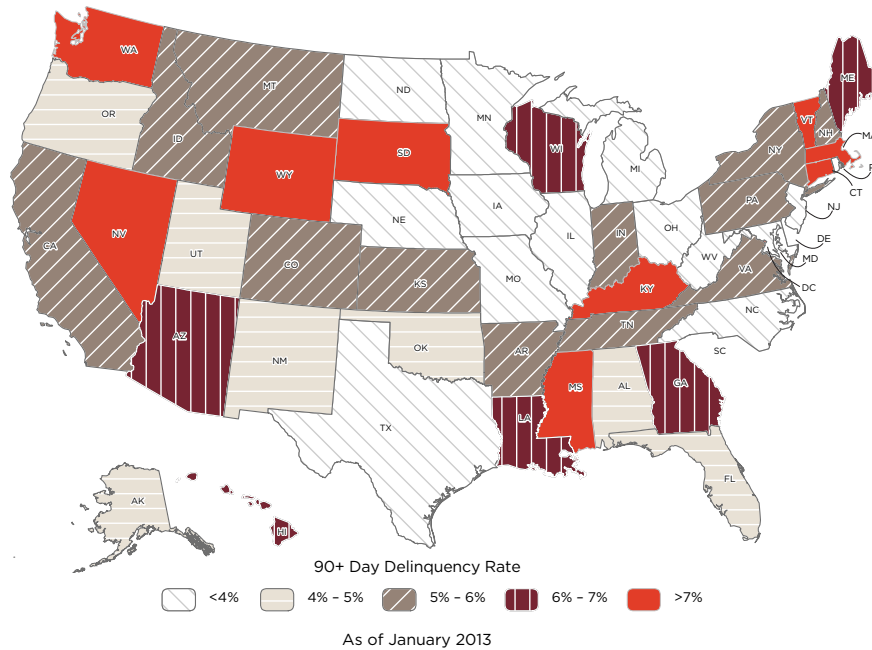 WA
MT
ND
MN
OR
ID
SD
WY
WI
MI
ME
VT
NH
NY
MA
CT
NE
IA
PA
NJ
NV
UT
CO
KS
MO
IL
IN
OH
WV
VA
DE
MD
DC
CA
KY
TN
NC
SC
AZ
NM
OK
AR
MS
AL
GA
TX
LA
FL
AK
HI
90+ Day Delinquency Rate
<4% 4% – 5% 5% – 6% 6% – 7% >7%
As of January 2013